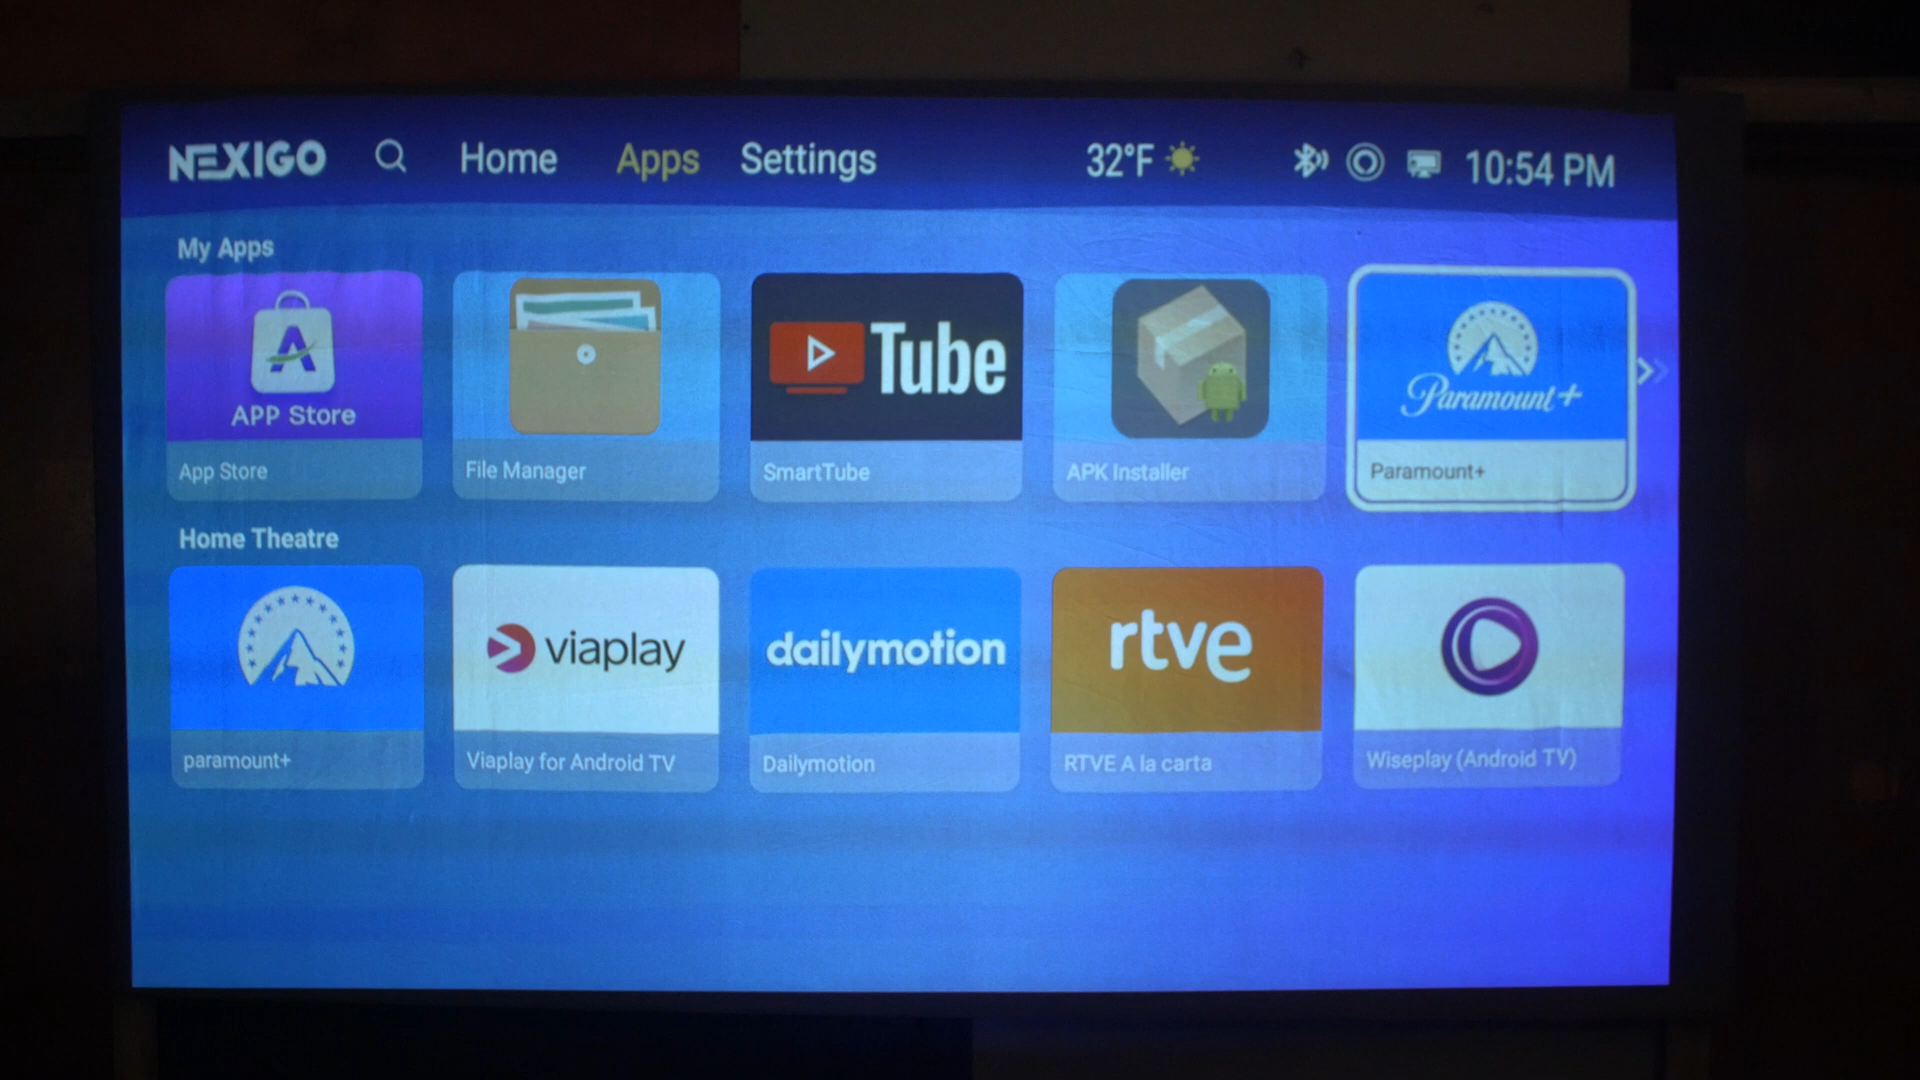 NEXIGO Home Apps Settings 32°F 10:54 PM
My Apps
A
APP Store
Tube
Paramount+
App Store File Manager SmartTube APK Installer Paramount+
Home Theatre
viaplay dailymotion rtve
paramount+ Viaplay for Android TV Dailymotion RTVE A la carta Wiseplay (Android TV)